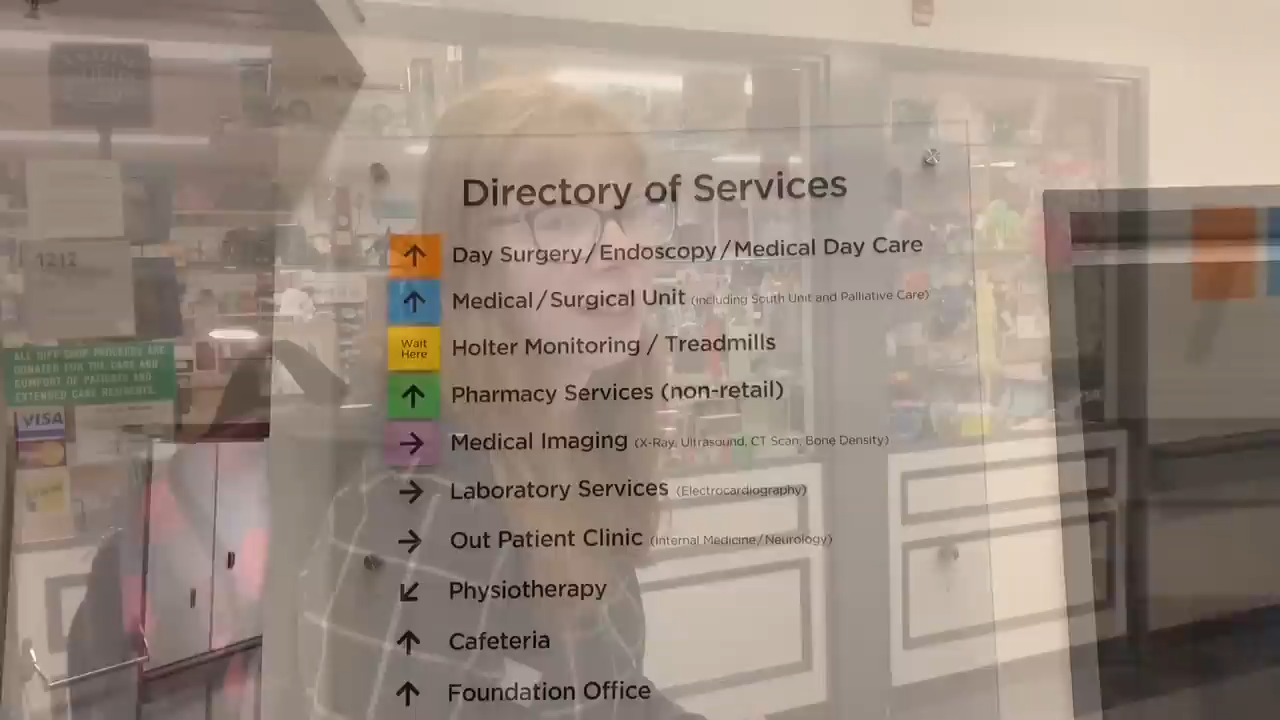 Directory of Services
Day Surgery/Endoscopy/Medical Day Care
Medical/Surgical Unit (Including South Unit and Palliative Care)
Wait
Here
Holter Monitoring / Treadmills
Pharmacy Services (non-retail)
Medical Imaging (X-Ray, Ultrasound, CT Scan, Bone Density)
Laboratory Services (Electrocardiography)
Out Patient Clinic (Internal Medicine/Neurology)
Physiotherapy
Cafeteria
Foundation Office
1212
ALL GIFT SHOP PROCEEDS ARE
DONATED FOR THE CARE AND
COMFORT OF PATIENTS AND
EXTENDED CARE RESIDENTS.
VISA